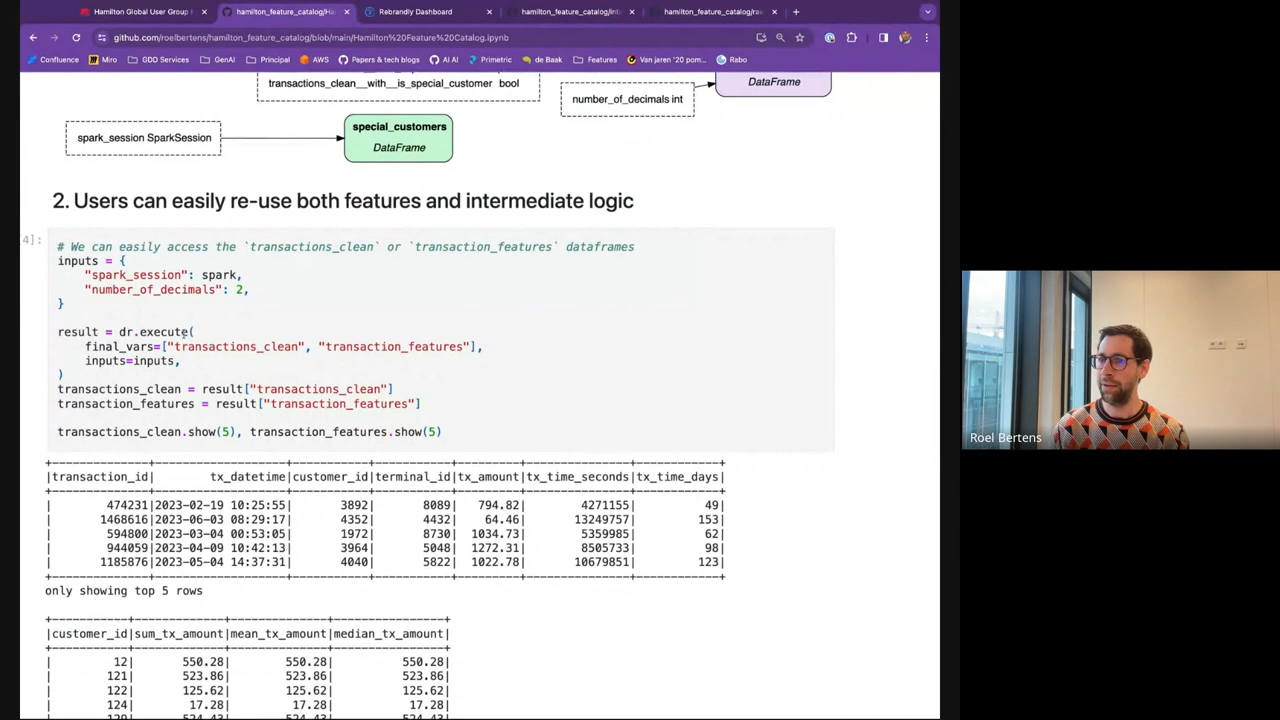 Hamilton Global User Group
hamilton_feature_catalog/Ha
Rebrandly Dashboard
hamilton_feature_catalog/int
hamilton_feature_catalog/rav
github.com/roelbertens/hamilton_feature_catalog/blob/main/Hamilton%20Feature%20Catalog.ipynb
Confluence
Miro
GDD Services
GenAI
Principal
AWS
Papers & tech blogs
AI AI
Primetric
de Baak
Features
Van jaren '20 pom...
Rabo
transactions_clean__with__is_special_customer bool
DataFrame
number_of_decimals int
special_customers
spark_session SparkSession
DataFrame
2. Users can easily re-use both features and intermediate logic
4]:
# We can easily access the `transactions_clean` or `transaction_features` dataframes
inputs = {
"spark_session": spark,
"number_of_decimals": 2,
}
result = dr.execute(
final_vars=["transactions_clean", "transaction_features"],
inputs=inputs,
)
transactions_clean = result["transactions_clean"]
transaction_features = result["transaction_features"]
transactions_clean.show(5), transaction_features.show(5)
+--------------+-------------------+-----------+-----------+---------+---------------+------------+
|transaction_id| tx_datetime|customer_id|terminal_id|tx_amount|tx_time_seconds|tx_time_days|
+--------------+-------------------+-----------+-----------+---------+---------------+------------+
| 474231|2023-02-19 10:25:55| 3892| 8089| 794.82| 4271155| 49|
| 1468616|2023-06-03 08:29:17| 4352| 4432| 64.46| 13249757| 153|
| 594800|2023-03-04 00:53:05| 1972| 8730| 1034.73| 5359985| 62|
| 944059|2023-04-09 10:42:13| 3964| 5048| 1272.31| 8505733| 98|
| 1185876|2023-05-04 14:37:31| 4040| 5822| 1022.78| 10679851| 123|
+--------------+-------------------+-----------+-----------+---------+---------------+------------+
only showing top 5 rows
+-----------+-------------+--------------+----------------+
|customer_id|sum_tx_amount|mean_tx_amount|median_tx_amount|
+-----------+-------------+--------------+----------------+
| 12| 550.28| 550.28| 550.28|
| 121| 523.86| 523.86| 523.86|
| 122| 125.62| 125.62| 125.62|
| 124| 17.28| 17.28| 17.28|
Roel Bertens